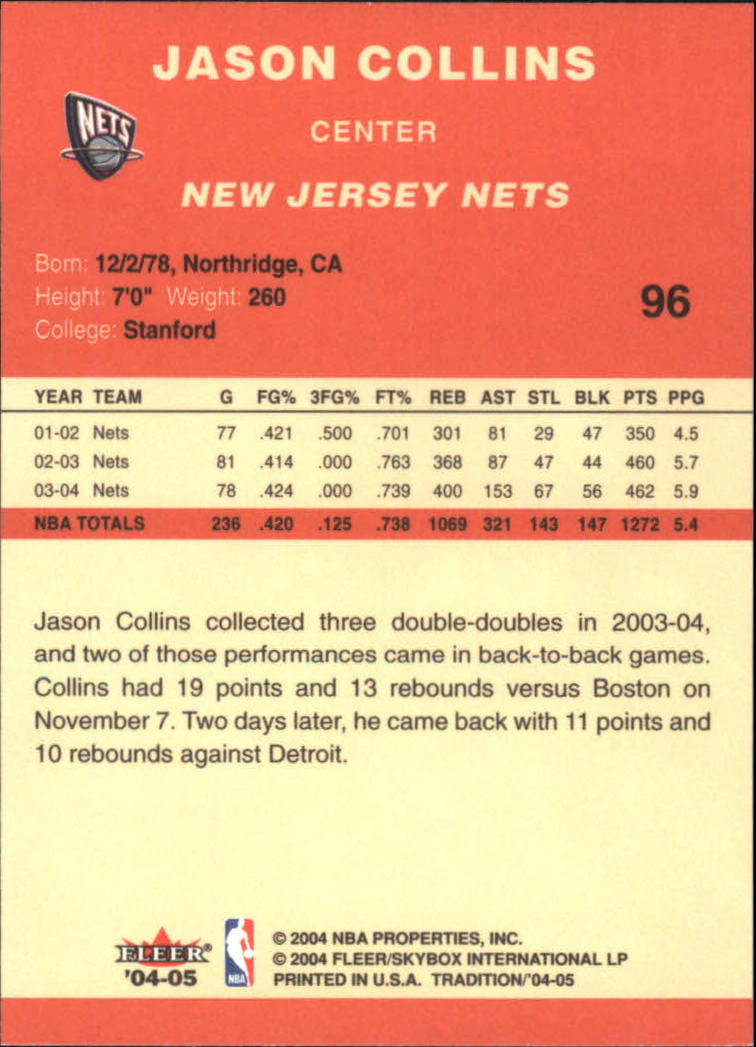 JASON COLLINS
NETS
CENTER
NEW JERSEY NETS
Born: 12/2/78, Northridge, CA
Height: 7'0" Weight: 260
96
College: Stanford
YEAR TEAM G FG% 3FG% FT% REB AST STL BLK PTS PPG
01-02 Nets 77 .421 .500 .701 301 81 29 47 350 4.5
02-03 Nets 81 .414 .000 .763 368 87 47 44 460 5.7
03-04 Nets 78 .424 .000 .739 400 153 67 56 462 5.9
NBA TOTALS 236 .420 .125 .738 1069 321 143 147 1272 5.4
Jason Collins collected three double-doubles in 2003-04,
and two of those performances came in back-to-back games.
Collins had 19 points and 13 rebounds versus Boston on
November 7. Two days later, he came back with 11 points and
10 rebounds against Detroit.
FLEER®
'04-05
NBA
© 2004 NBA PROPERTIES, INC.
© 2004 FLEER/SKYBOX INTERNATIONAL LP
PRINTED IN U.S.A. TRADITION/'04-05